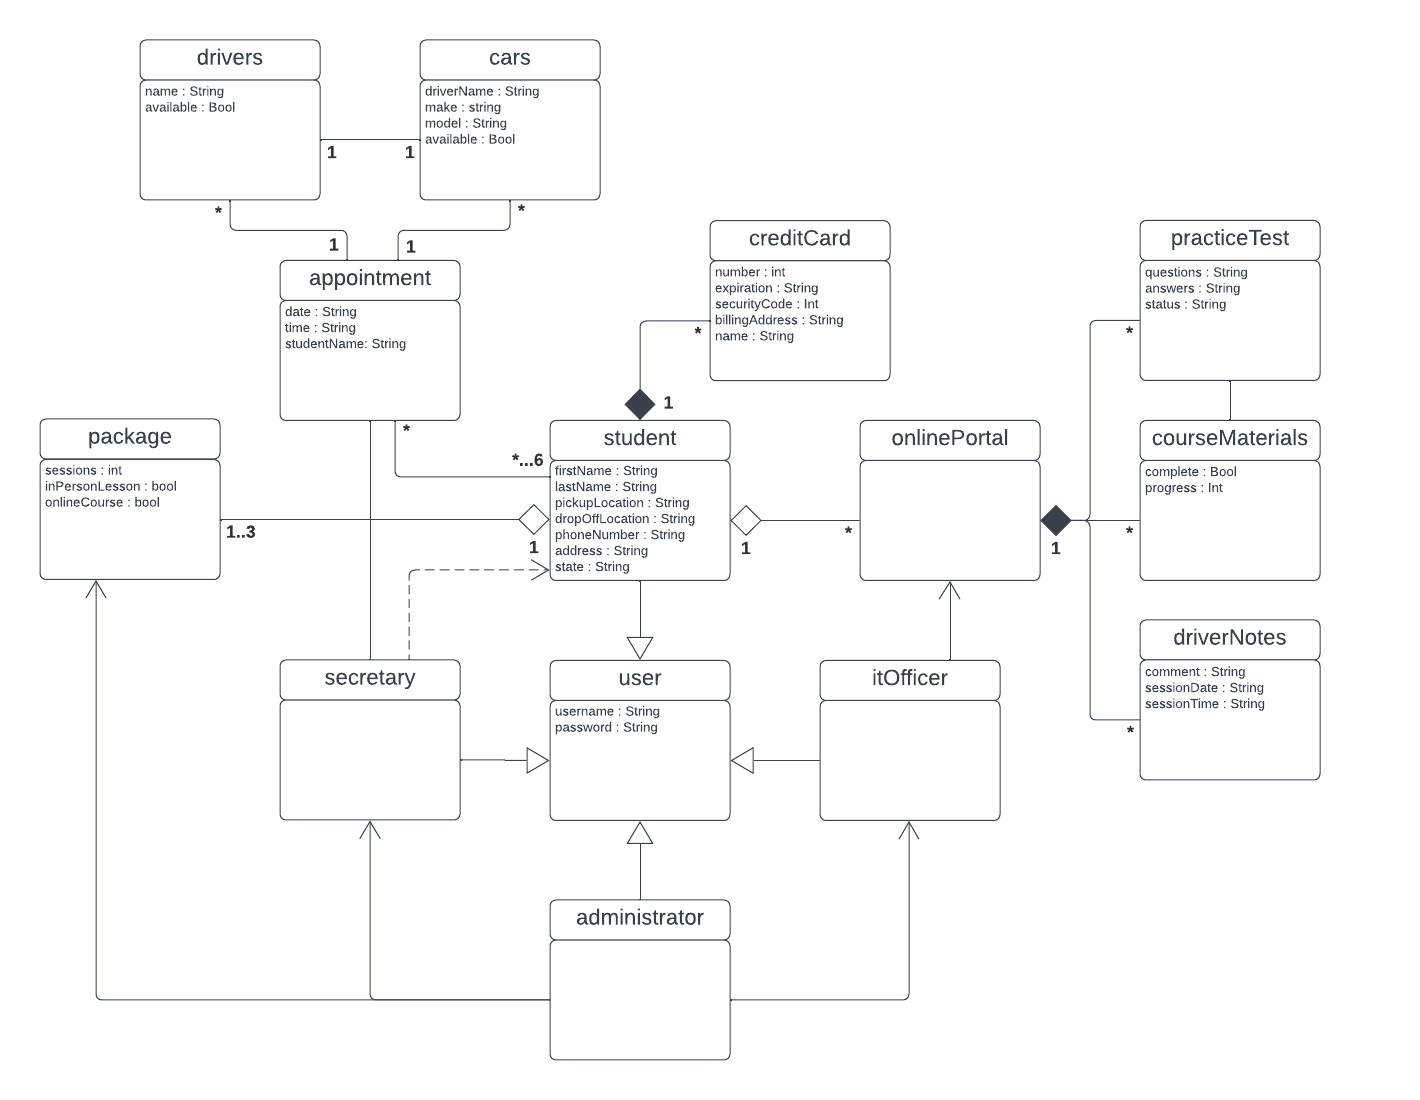 drivers
name : String
available : Bool
cars
driverName : String
make : string
model : String
available : Bool
1
1
*
*
1
1
appointment
date : String
time : String
studentName: String
*
creditCard
number : int
expiration : String
securityCode : Int
billingAddress : String
name : String
*
1
practiceTest
questions : String
answers : String
status : String
*
package
sessions : int
inPersonLesson : bool
onlineCourse : bool
1..3
*...6
1
student
firstName : String
lastName : String
pickupLocation : String
dropOffLocation : String
phoneNumber : String
address : String
state : String
1
*
onlinePortal
1
*
courseMaterials
complete : Bool
progress : Int
driverNotes
comment : String
sessionDate : String
sessionTime : String
*
secretary
user
username : String
password : String
itOfficer
administrator